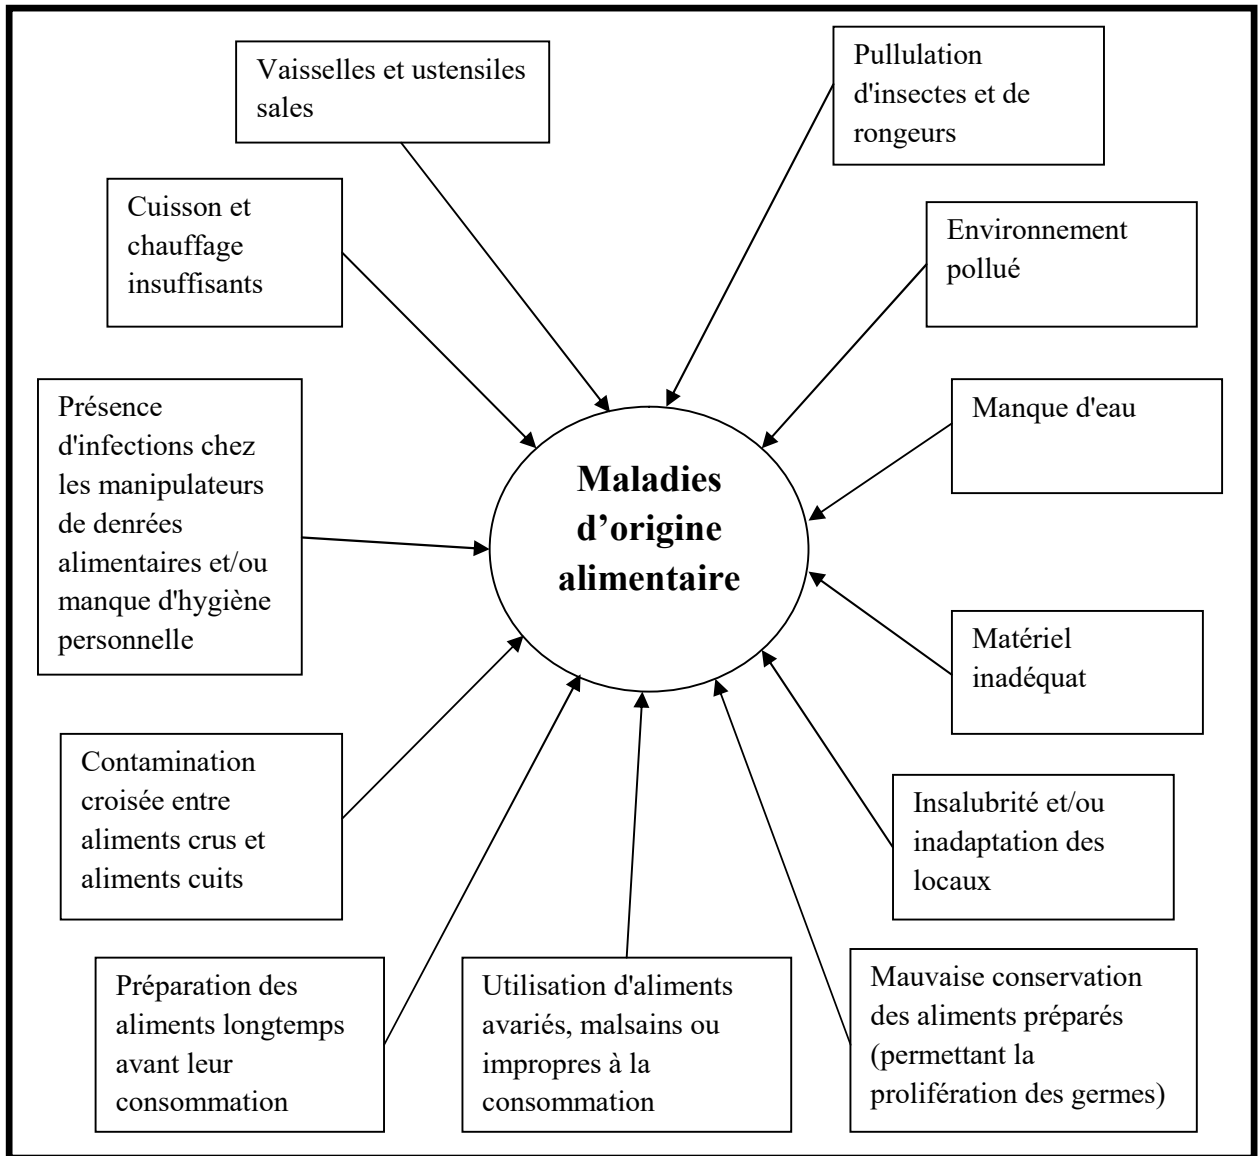 Vaisselles et ustensiles
sales
Pullulation
d'insectes et de
rongeurs
Cuisson et
chauffage
insuffisants
Environnement
pollué
Présence
d'infections chez
les manipulateurs
de denrées
alimentaires et/ou
manque d'hygiène
personnelle
Manque d'eau
Maladies
d’origine
alimentaire
Matériel
inadéquat
Contamination
croisée entre
aliments crus et
aliments cuits
Insalubrité et/ou
inadaptation des
locaux
Préparation des
aliments longtemps
avant leur
consommation
Utilisation d'aliments
avariés, malsains ou
impropres à la
consommation
Mauvaise conservation
des aliments préparés
(permettant la
prolifération des germes)